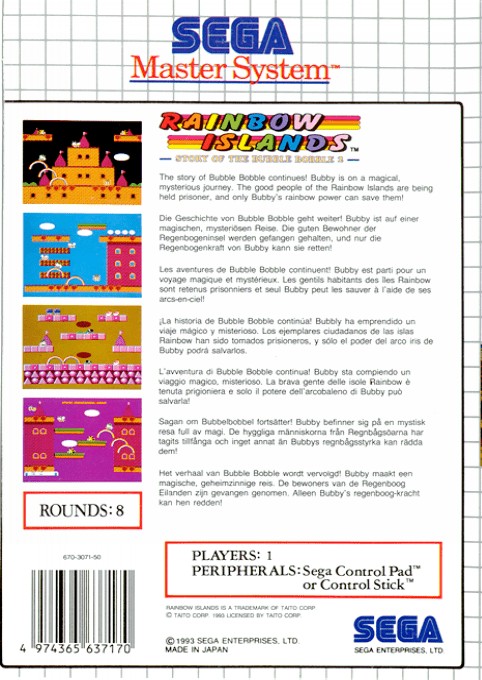 SEGA
Master System™
RAINBOW
ISLANDS™
STORY OF THE BUBBLE BOBBLE 2
The story of Bubble Bobble continues! Bubby is on a magical,
mysterious journey. The good people of the Rainbow Islands are being
held prisoner, and only Bubby's rainbow power can save them!
Die Geschichte von Bubble Bobble geht weiter! Bubby ist auf einer
magischen, mysteriösen Reise. Die guten Bewohner der
Regenbogeninsel werden gefangen gehalten, und nur die
Regenbogenkraft von Bubby kann sie retten!
Les aventures de Bubble Bobble continuent! Bubby est parti pour un
voyage magique et mystérieux. Les gentils habitants des îles Rainbow
sont retenus prisonniers et seul Bubby peut les sauver à l'aide de ses
arcs-en-ciel!
¡La historia de Bubble Bobble continúa! Bubby ha emprendido un
viaje mágico y misterioso. Los ejemplares ciudadanos de las islas
Rainbow han sido tomados prisioneros, y sólo el poder del arco iris de
Bubby podrá salvarlos.
L'avventura di Bubble Bobble continua! Bubby sta compiendo un
viaggio magico, misterioso. La brava gente delle isole Rainbow è
tenuta prigioniera e solo il potere dell'arcobaleno di Bubby può
salvarla!
Sagan om Bubbelbobbel fortsätter! Bubby befinner sig på en mystisk
resa full av magi. De hyggliga människorna från Regnbågsöarna har
tagits tillfånga och inget annat än Bubbys regnbågsstyrka kan rädda
dem!
Het verhaal van Bubble Bobble wordt vervolgd! Bubby maakt een
magische, geheimzinnige reis. De bewoners van de Regenboog
Eilanden zijn gevangen genomen. Alleen Bubby's regenboog-kracht
kan hen redden!
ROUNDS: 8
670-3071-50
4 974365 637170
PLAYERS: 1
PERIPHERALS: Sega Control Pad™
or Control Stick™
RAINBOW ISLANDS IS A TRADEMARK OF TAITO CORP.
© TAITO CORP. 1993 LICENSED BY TAITO CORP.
© 1993 SEGA ENTERPRISES, LTD.
MADE IN JAPAN
SEGA
SEGA ENTERPRISES, LTD.